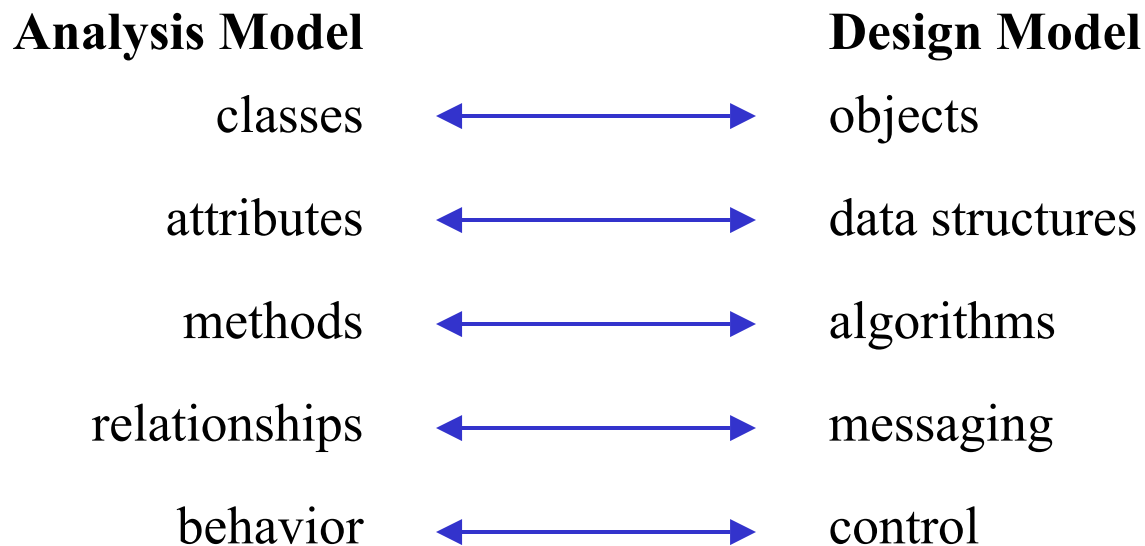 Analysis Model Design Model
classes objects
attributes data structures
methods algorithms
relationships messaging
behavior control